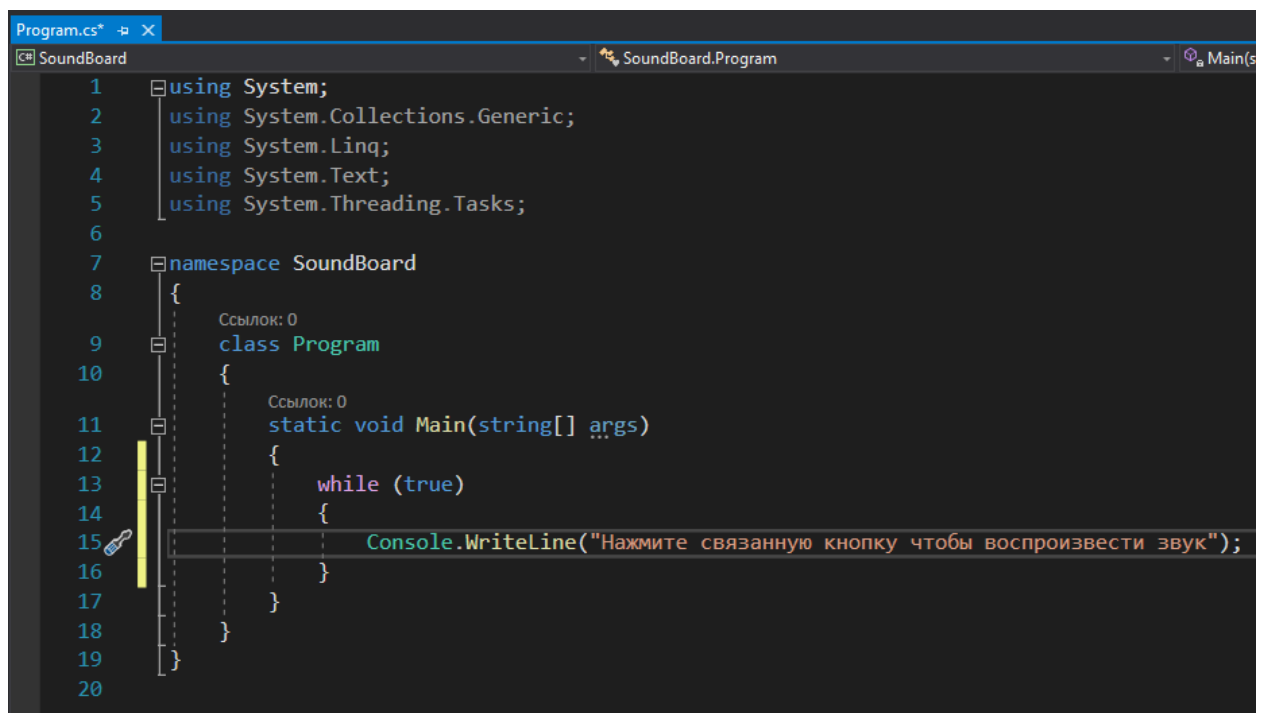 Program.cs*
C# SoundBoard SoundBoard.Program Main(s
1 using System;
2 using System.Collections.Generic;
3 using System.Linq;
4 using System.Text;
5 using System.Threading.Tasks;
6
7 namespace SoundBoard
8 {
Ссылок: 0
9 class Program
10 {
Ссылок: 0
11 static void Main(string[] args)
12 {
13 while (true)
14 {
15 Console.WriteLine("Нажмите связанную кнопку чтобы воспроизвести звук");
16 }
17 }
18 }
19 }
20